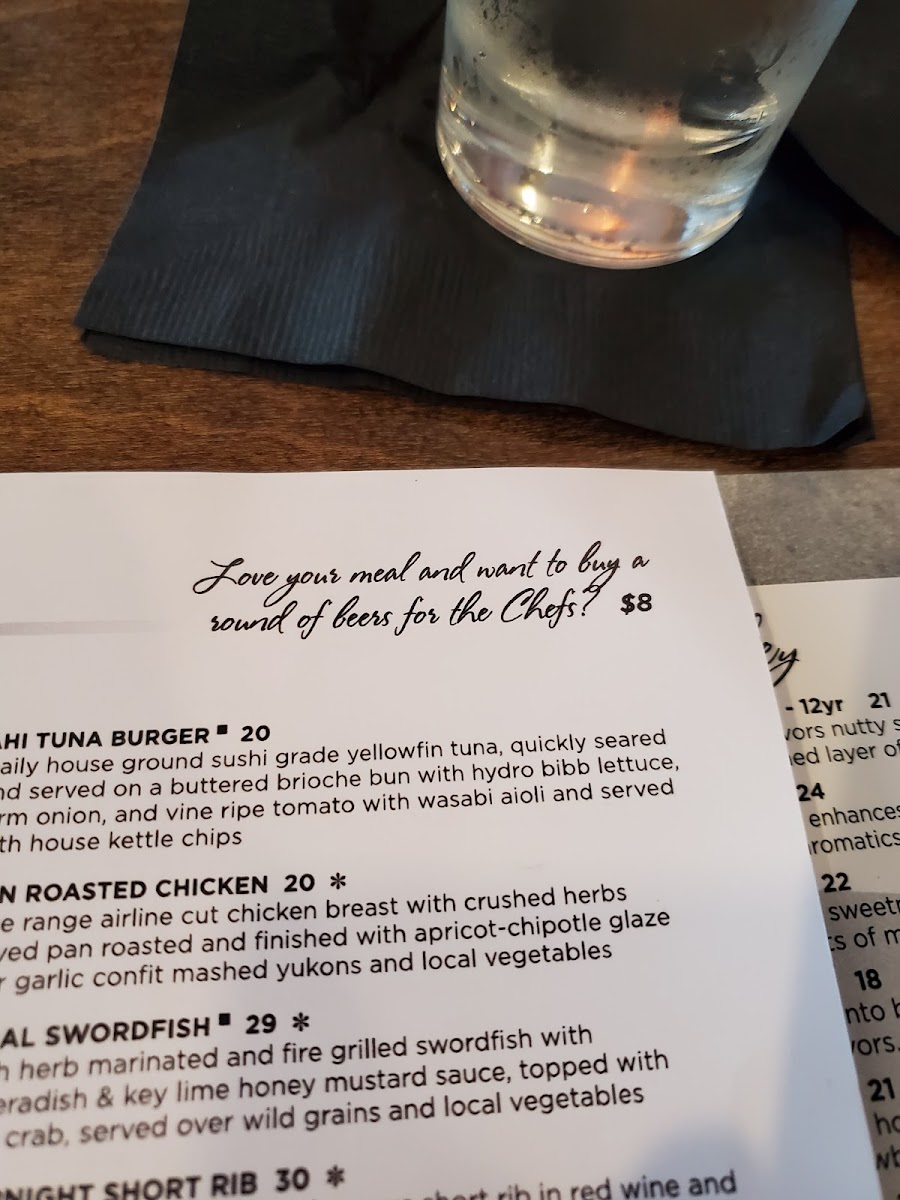 Love your meal and want to buy a
round of beers for the Chefs? $8
AHI TUNA BURGER ■ 20
aily house ground sushi grade yellowfin tuna, quickly seared
nd served on a buttered brioche bun with hydro bibb lettuce,
rm onion, and vine ripe tomato with wasabi aioli and served
th house kettle chips
N ROASTED CHICKEN 20 *
e range airline cut chicken breast with crushed herbs
ved pan roasted and finished with apricot-chipotle glaze
r garlic confit mashed yukons and local vegetables
AL SWORDFISH ■ 29 *
h herb marinated and fire grilled swordfish with
eradish & key lime honey mustard sauce, topped with
crab, served over wild grains and local vegetables
NIGHT SHORT RIB 30 *
short rib in red wine and
- 12yr 21
vors nutty s
ed layer of
24
enhances
romatics
22
sweetn
ts of m
18
nto b
vors.
21
ho
wh